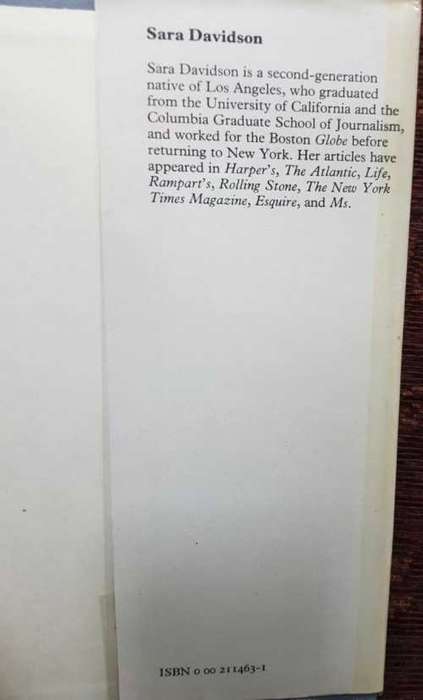 Sara Davidson
Sara Davidson is a second-generation
native of Los Angeles, who graduated
from the University of California and the
Columbia Graduate School of Journalism,
and worked for the Boston Globe before
returning to New York. Her articles have
appeared in Harper's, The Atlantic, Life,
Rampart's, Rolling Stone, The New York
Times Magazine, Esquire, and Ms.
ISBN 0 00 211463-1